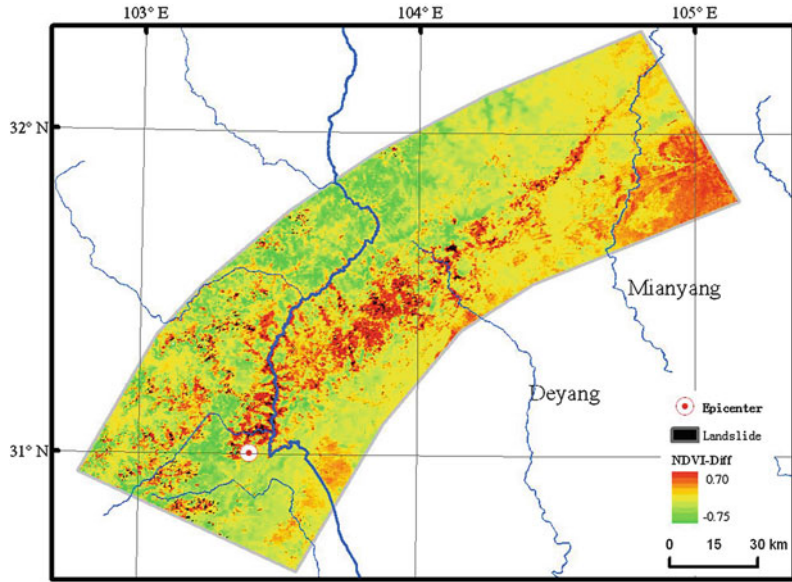 103° E 104° E 105° E
32° N
31° N
Mianyang
Deyang
Epicenter
Landslide
NDVI-Diff
0.70
-0.75
0 15 30 km